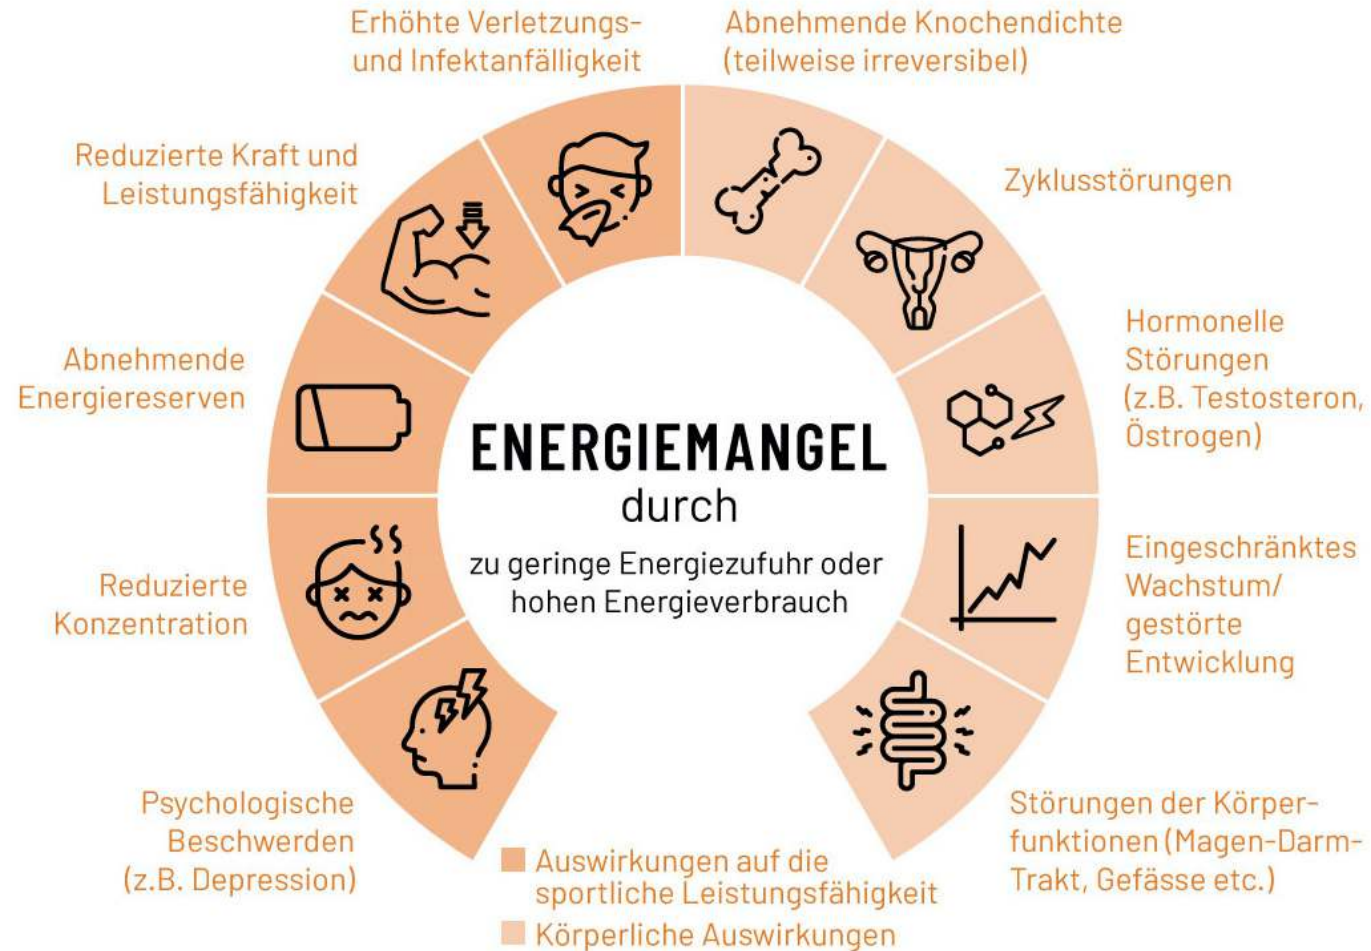 Erhöhte Verletzungs-
und Infektanfälligkeit
Abnehmende Knochendichte
(teilweise irreversibel)
Reduzierte Kraft und
Leistungsfähigkeit
Zyklusstörungen
Abnehmende
Energiereserven
Hormonelle
Störungen
(z.B. Testosteron,
Östrogen)
ENERGIEMANGEL
durch
zu geringe Energiezufuhr oder
hohen Energieverbrauch
Reduzierte
Konzentration
Eingeschränktes
Wachstum/
gestörte
Entwicklung
Psychologische
Beschwerden
(z.B. Depression)
Störungen der Körper-
funktionen (Magen-Darm-
Trakt, Gefässe etc.)
Auswirkungen auf die
sportliche Leistungsfähigkeit
Körperliche Auswirkungen